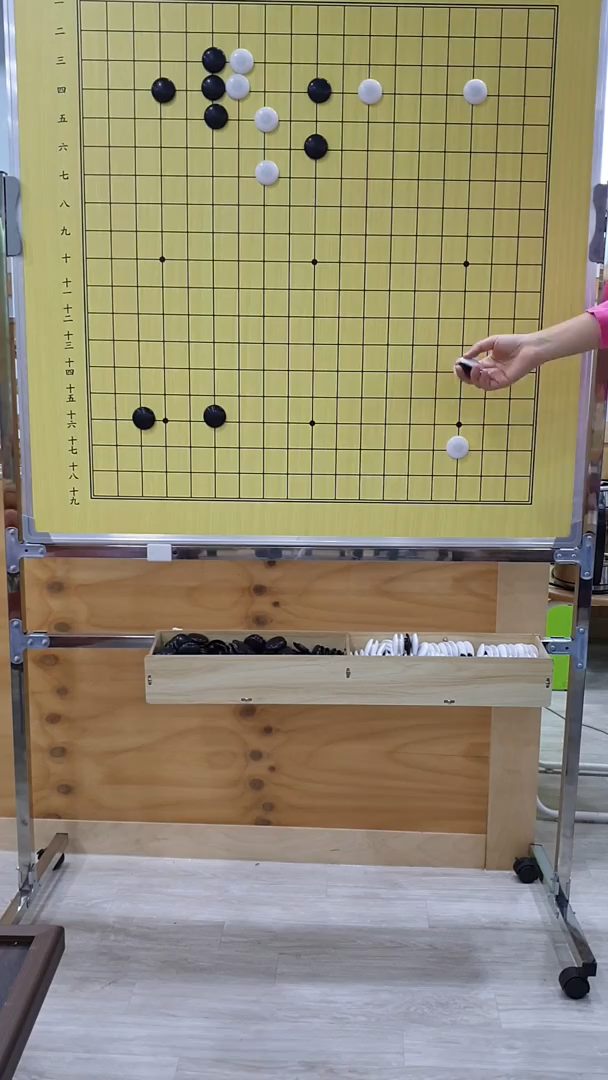 一
二
三
四
五
六
七
八
九
十
十一
十二
十三
十四
十五
十六
十七
十八
十九